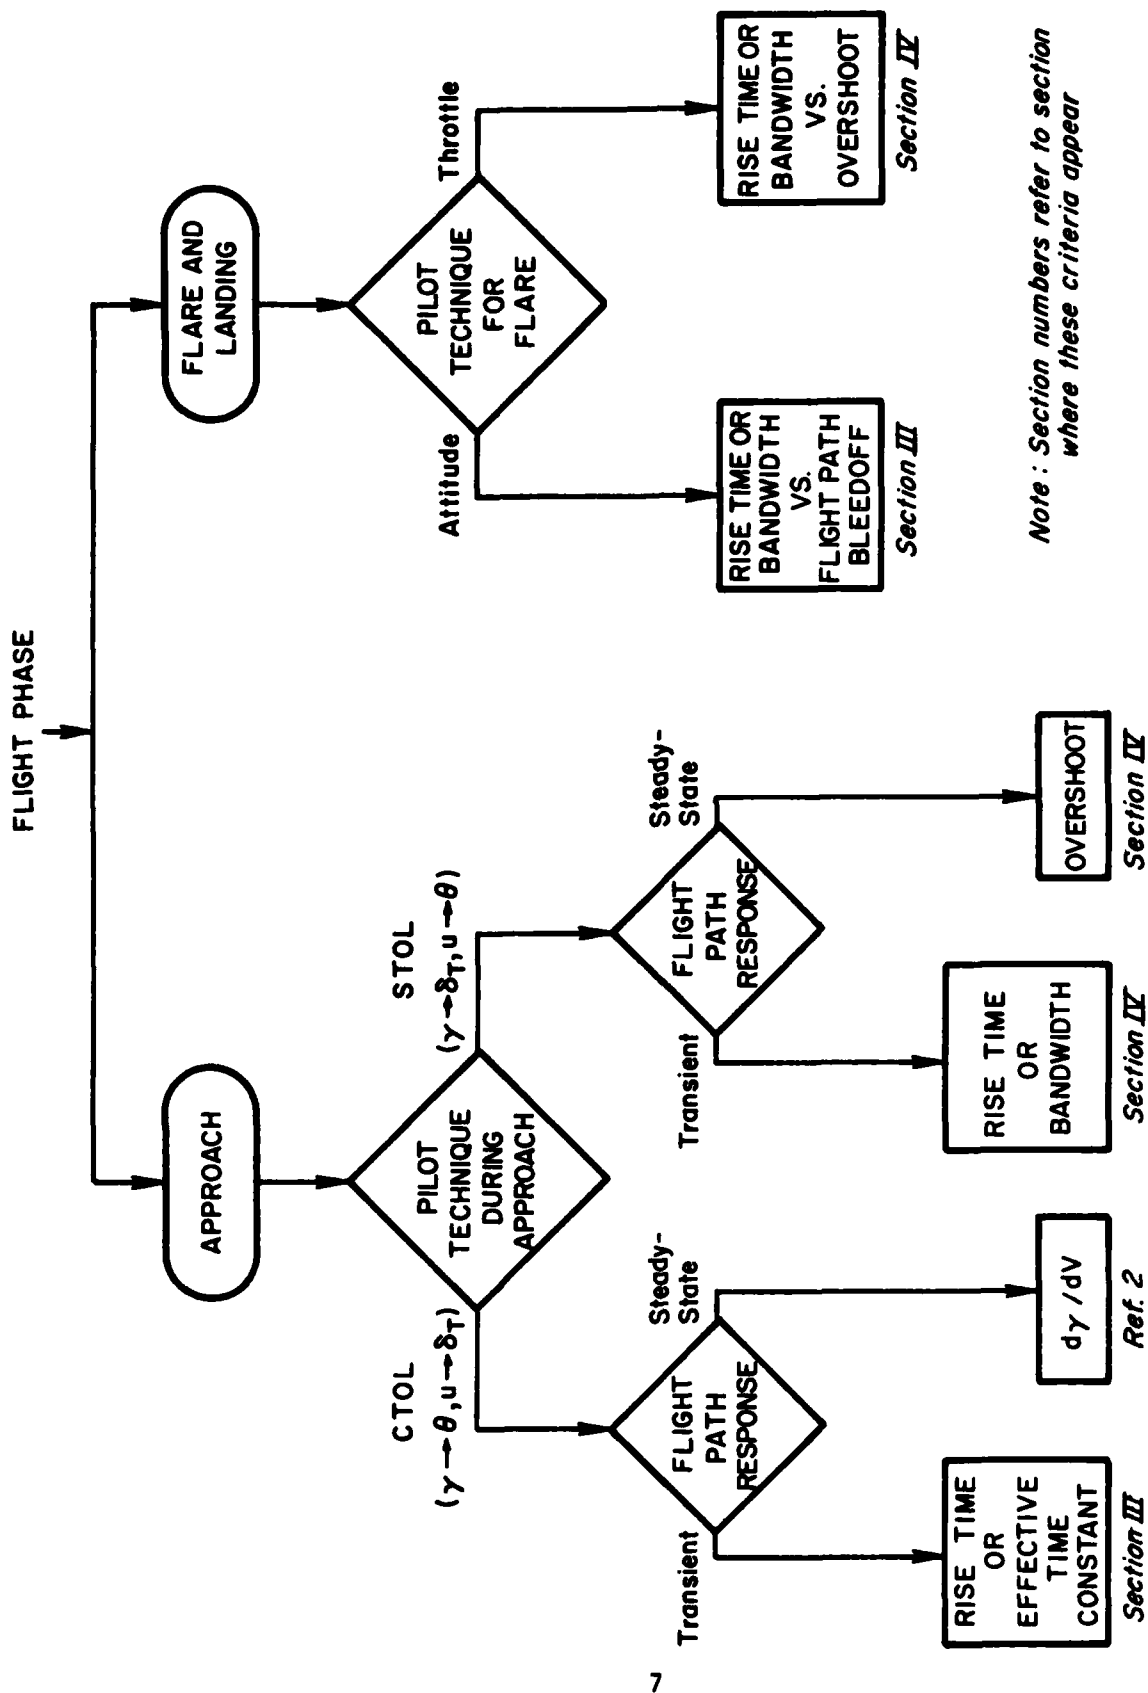 FLIGHT PHASE
APPROACH
PILOT
TECHNIQUE
DURING
APPROACH
CTOL
(γ→θ, u→δT)
FLIGHT
PATH
RESPONSE
Transient
RISE TIME
OR
EFFECTIVE
TIME
CONSTANT
Section III
Steady-
State
dγ/dV
Ref. 2
STOL
(γ→δT, u→θ)
FLIGHT
PATH
RESPONSE
Transient
RISE TIME
OR
BANDWIDTH
Section IV
Steady-
State
OVERSHOOT
Section IV
FLARE AND
LANDING
PILOT
TECHNIQUE
FOR
FLARE
Attitude
RISE TIME OR
BANDWIDTH
VS.
FLIGHT PATH
BLEEDOFF
Section III
Throttle
RISE TIME OR
BANDWIDTH
VS.
OVERSHOOT
Section IV
Note: Section numbers refer to section
where these criteria appear
7